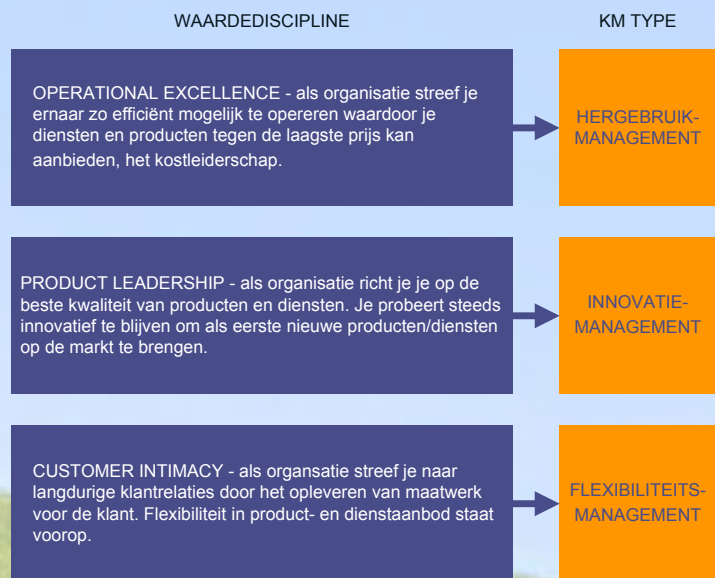 WAARDEDISCIPLINE
KM TYPE
OPERATIONAL EXCELLENCE - als organisatie streef je
ernaar zo efficiënt mogelijk te opereren waardoor je
diensten en producten tegen de laagste prijs kan
aanbieden, het kostleiderschap.
HERGEBRUIK-
MANAGEMENT
PRODUCT LEADERSHIP - als organisatie richt je je op de
beste kwaliteit van producten en diensten. Je probeert steeds
innovatief te blijven om als eerste nieuwe producten/diensten
op de markt te brengen.
INNOVATIE-
MANAGEMENT
CUSTOMER INTIMACY - als organsatie streef je naar
langdurige klantrelaties door het opleveren van maatwerk
voor de klant. Flexibiliteit in product- en dienstaanbod staat
voorop.
FLEXIBILITEITS-
MANAGEMENT